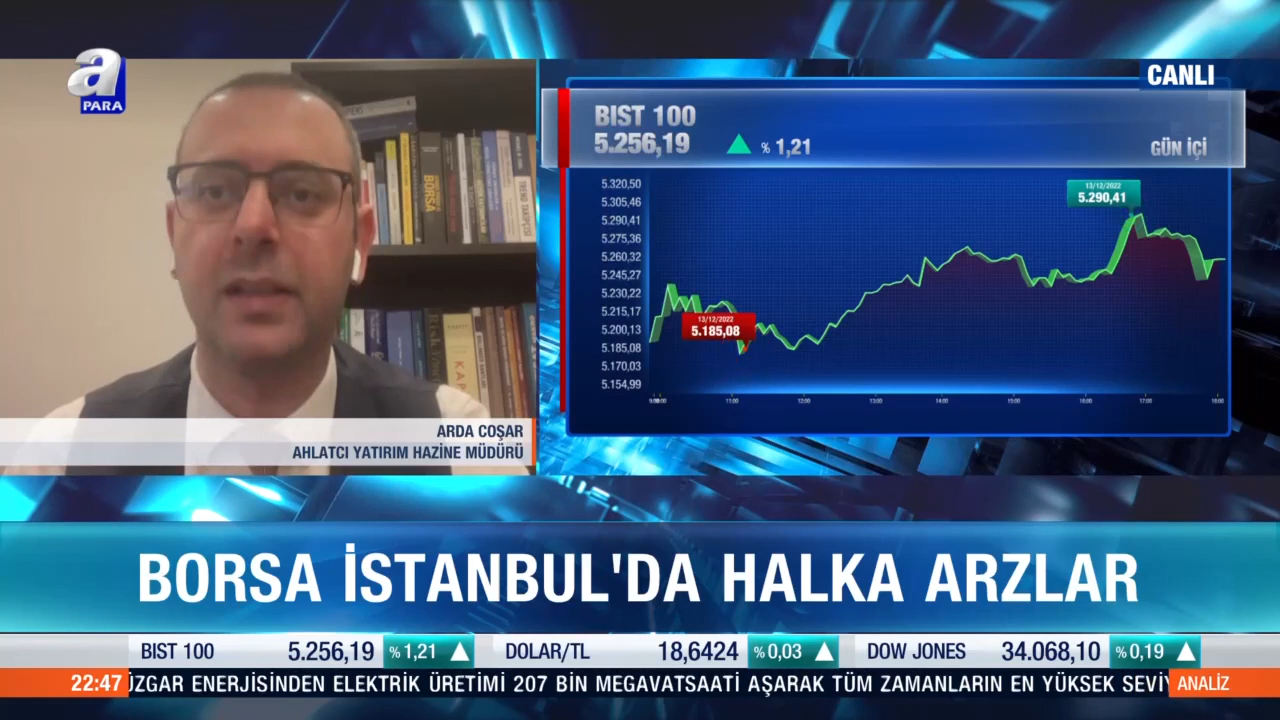 a
PARA
CANLI
BIST 100
5.256,19
% 1,21
GÜN İÇİ
5.320,50
5.305,46
5.290,41
5.275,36
5.260,32
5.245,27
5.230,22
5.215,17
5.200,13
5.185,08
5.170,03
5.154,99
13/12/2022
5.290,41
13/12/2022
5.185,08
11:00
12:00
13:00
14:00
15:00
16:00
17:00
18:00
BORSA
TREND TAKİPÇİSİ
ARDA COŞAR
AHLATCI YATIRIM HAZİNE MÜDÜRÜ
BORSA İSTANBUL'DA HALKA ARZLAR
BIST 100 5.256,19 %1,21 DOLAR/TL 18,6424 %0,03 DOW JONES 34.068,10 %0,19
22:47 ÜZGAR ENERJİSİNDEN ELEKTRİK ÜRETİMİ 207 BİN MEGAVATSAATİ AŞARAK TÜM ZAMANLARIN EN YÜKSEK SEVİY ANALİZ